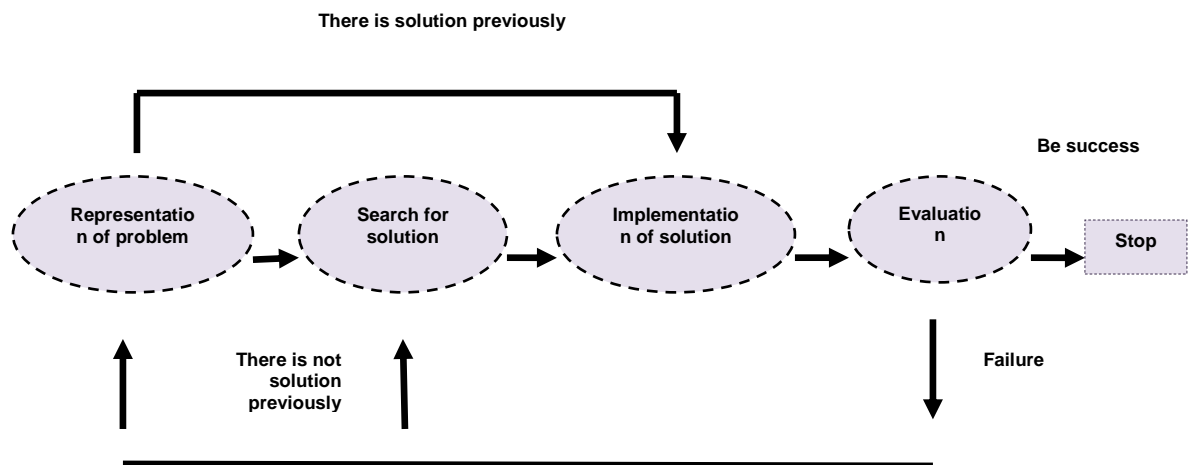 There is solution previously
Be success
Representatio
n of problem
Search for
solution
Implementatio
n of solution
Evaluatio
n
Stop
There is not
solution
previously
Failure